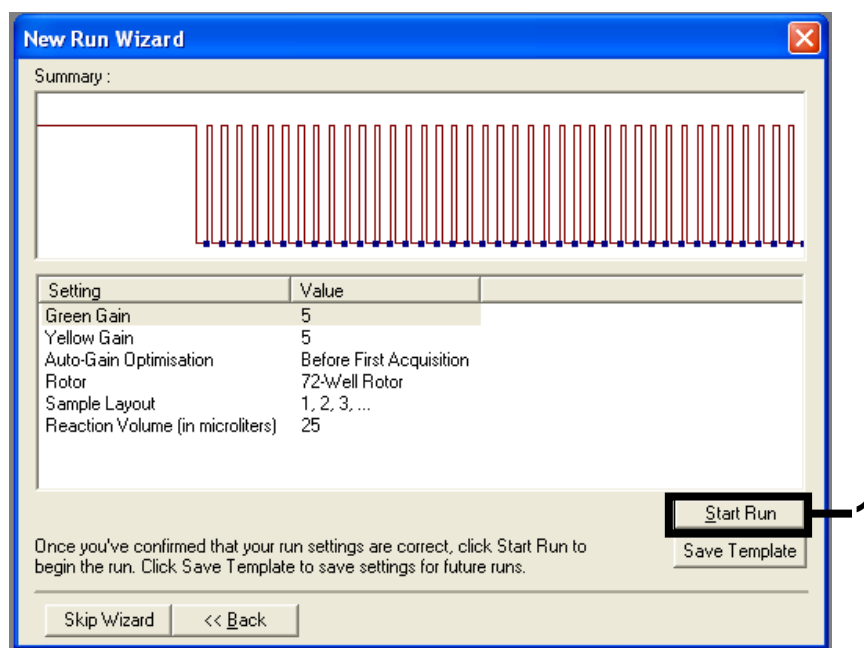 New Run Wizard
Summary :
Setting Value
Green Gain 5
Yellow Gain 5
Auto-Gain Optimisation Before First Acquisition
Rotor 72-Well Rotor
Sample Layout 1, 2, 3, ...
Reaction Volume (in microliters) 25
Start Run
1
Once you've confirmed that your run settings are correct, click Start Run to
begin the run. Click Save Template to save settings for future runs.
Save Template
Skip Wizard << Back